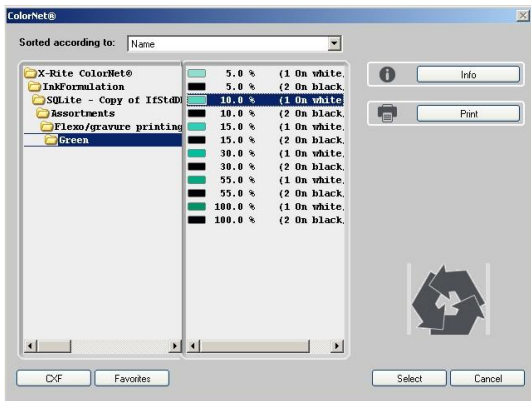 ColorNet®
Sorted according to: Name
X-Rite ColorNet®
InkFormulation
SQLite - Copy of IfStdD
Assortments
Flexo/gravure printing
Green
5.0 % (1 On white,
5.0 % (2 On black,
10.0 % (1 On white
10.0 % (2 On black,
15.0 % (1 On white,
15.0 % (2 On black,
30.0 % (1 On white,
30.0 % (2 On black,
55.0 % (1 On white,
55.0 % (2 On black,
100.0 % (1 On white,
100.0 % (2 On black,
Info
Print
CXF Favorites Select Cancel